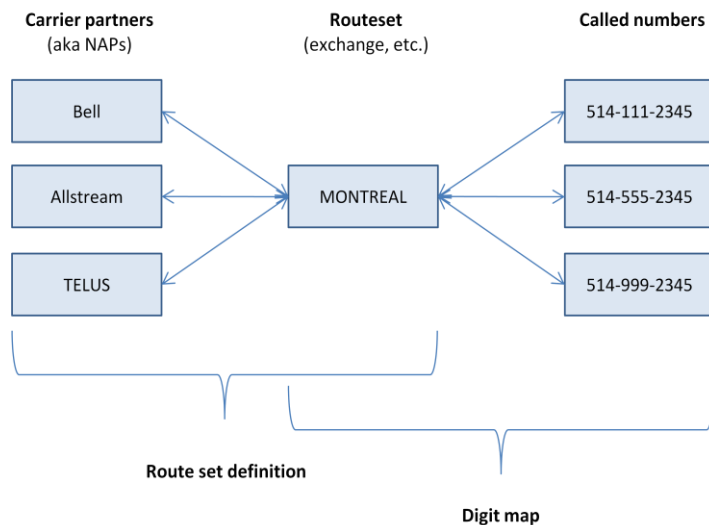 Carrier partners
(aka NAPs)
Routeset
(exchange, etc.)
Called numbers
Bell
514-111-2345
Allstream
MONTREAL
514-555-2345
TELUS
514-999-2345
Route set definition
Digit map